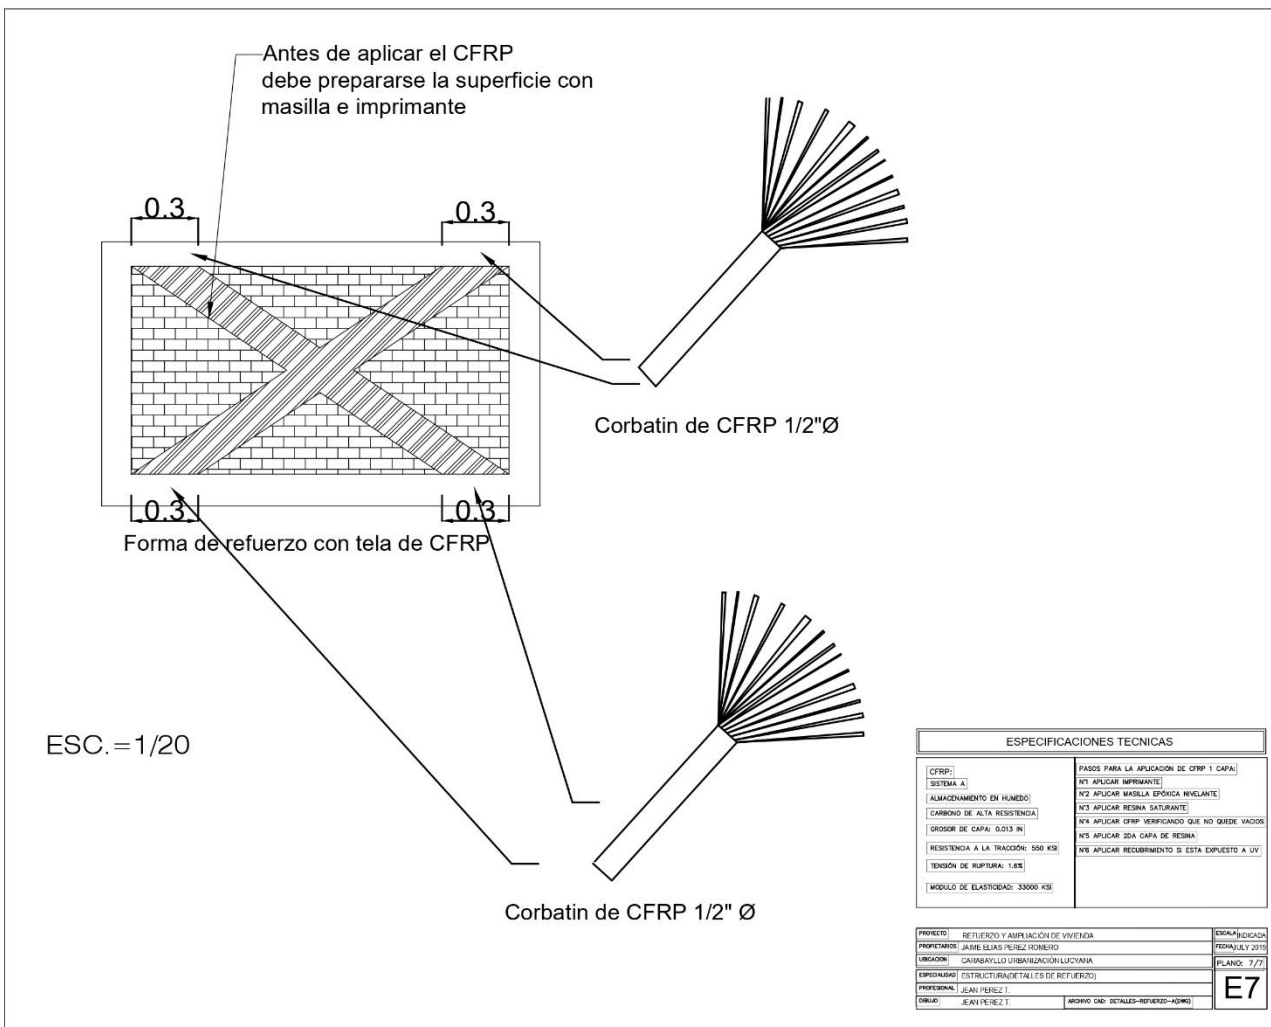 Antes de aplicar el CFRP
debe prepararse la superficie con
masilla e imprimante
0.3
0.3
0.3
0.3
Forma de refuerzo con tela de CFRP
Corbatin de CFRP 1/2"Ø
Corbatin de CFRP 1/2" Ø
ESC.=1/20
ESPECIFICACIONES TECNICAS
CFRP:
SISTEMA A
ALMACENAMIENTO EN HUMEDO
CARBONO DE ALTA RESISTENCIA
GROSOR DE CAPA: 0.013 IN
RESISTENCIA A LA TRACCIÓN: 550 KSI
TENSIÓN DE RUPTURA: 1.6%
MODULO DE ELASTICIDAD: 33000 KSI
PASOS PARA LA APLICACIÓN DE CFRP 1 CAPA:
N°1 APLICAR IMPRIMANTE
N°2 APLICAR MASILLA EPÓXICA NIVELANTE
N°3 APLICAR RESINA SATURANTE
N°4 APLICAR CFRP VERIFICANDO QUE NO QUEDE VACIOS
N°5 APLICAR 2DA CAPA DE RESINA
N°6 APLICAR RECUBRIMIENTO SI ESTA EXPUESTO A UV
PROYECTO REFUERZO Y AMPLIACIÓN DE VIVIENDA
PROPIETARIOS JAIME ELIAS PEREZ ROMERO
UBICACION CARABAYLLO URBANIZACIÓN LUCYANA
ESPECIALIDAD ESTRUCTURA(DETALLES DE REFUERZO)
PROFESIONAL JEAN PEREZ T.
DIBUJO JEAN PEREZ T. ARCHIVO CAD: DETALLES-REFUERZO-A(DWG)
ESCALA INDICADA
FECHA JULY 2019
PLANO: 7/7
E7